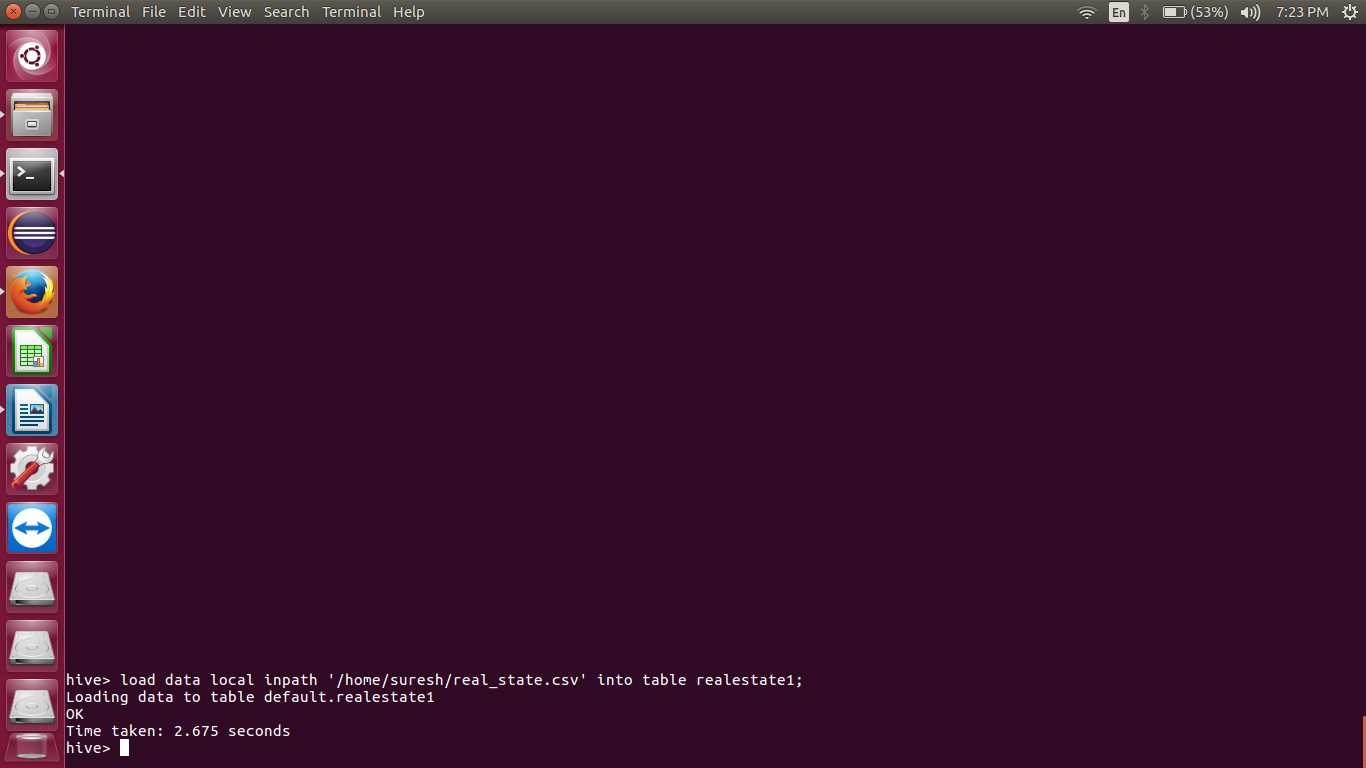 Terminal File Edit View Search Terminal Help En (53%) 7:23 PM
hive> load data local inpath '/home/suresh/real_state.csv' into table realestate1;
Loading data to table default.realestate1
OK
Time taken: 2.675 seconds
hive>